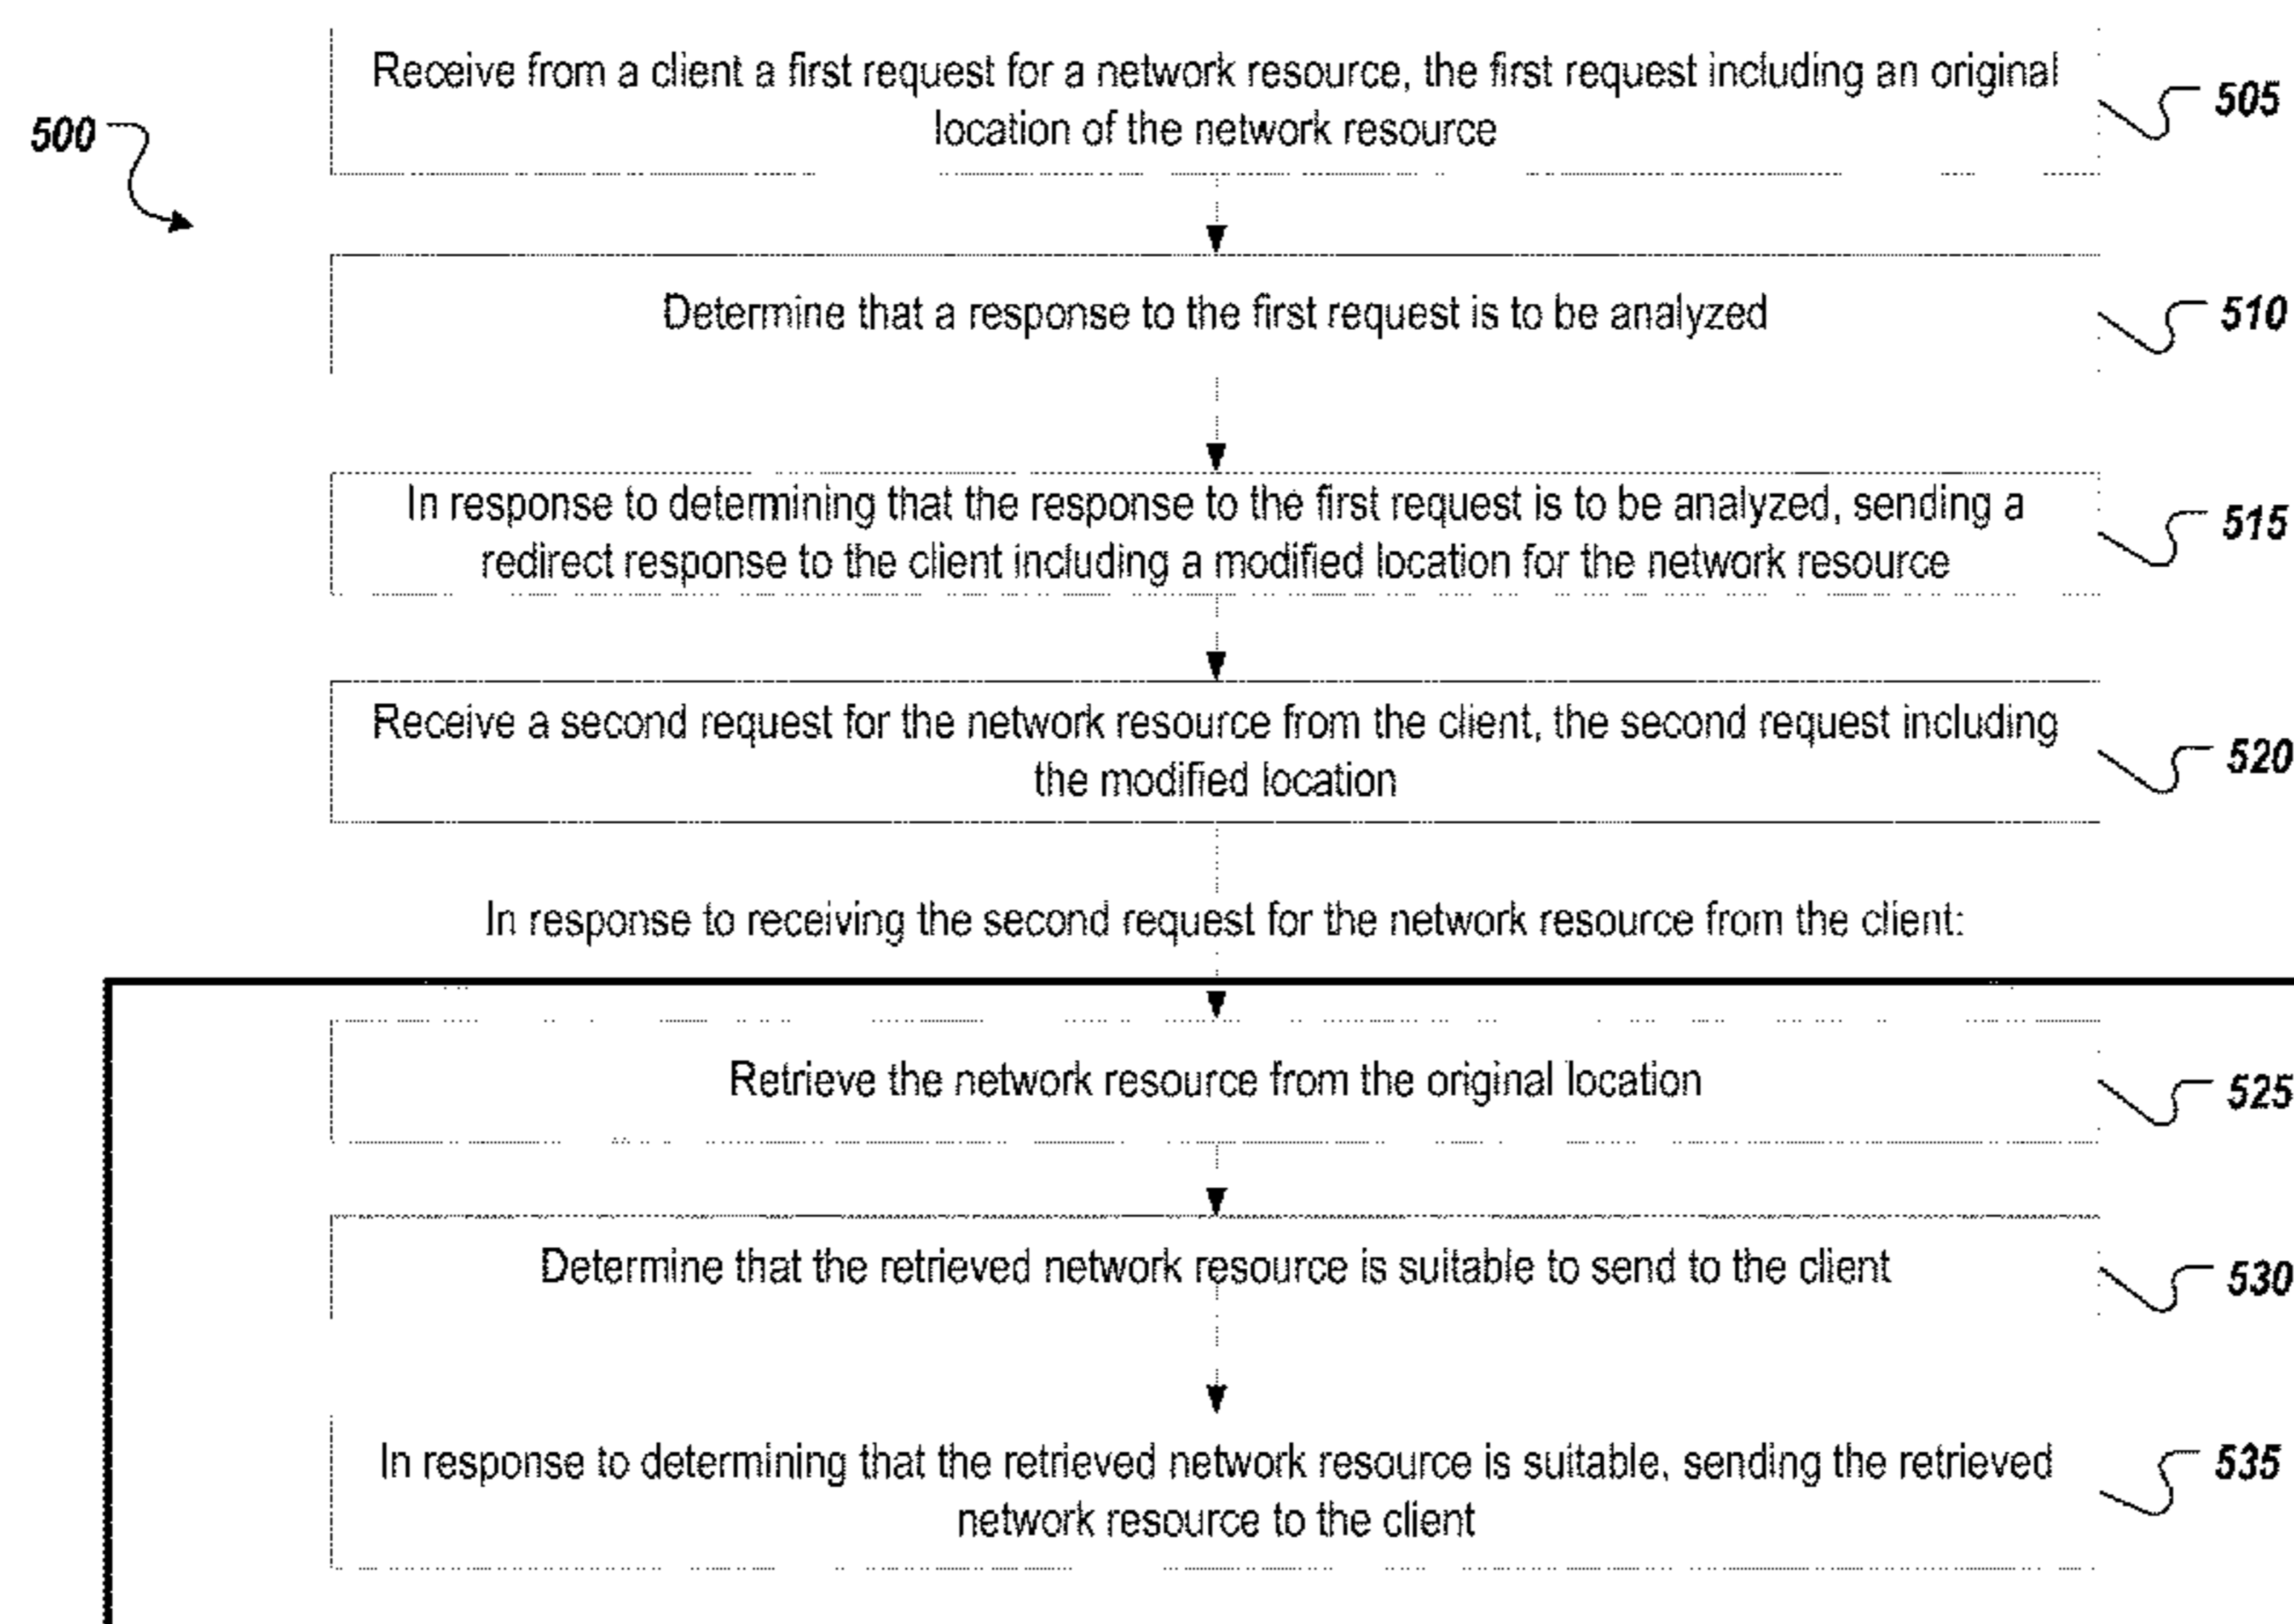 Receive from a client a first request for a network resource, the first request including an original
location of the network resource
505
500
Determine that a response to the first request is to be analyzed
510
In response to determining that the response to the first request is to be analyzed, sending a
redirect response to the client including a modified location for the network resource
515
Receive a second request for the network resource from the client, the second request including
the modified location
520
In response to receiving the second request for the network resource from the client:
Retrieve the network resource from the original location
525
Determine that the retrieved network resource is suitable to send to the client
530
In response to determining that the retrieved network resource is suitable, sending the retrieved
network resource to the client
535